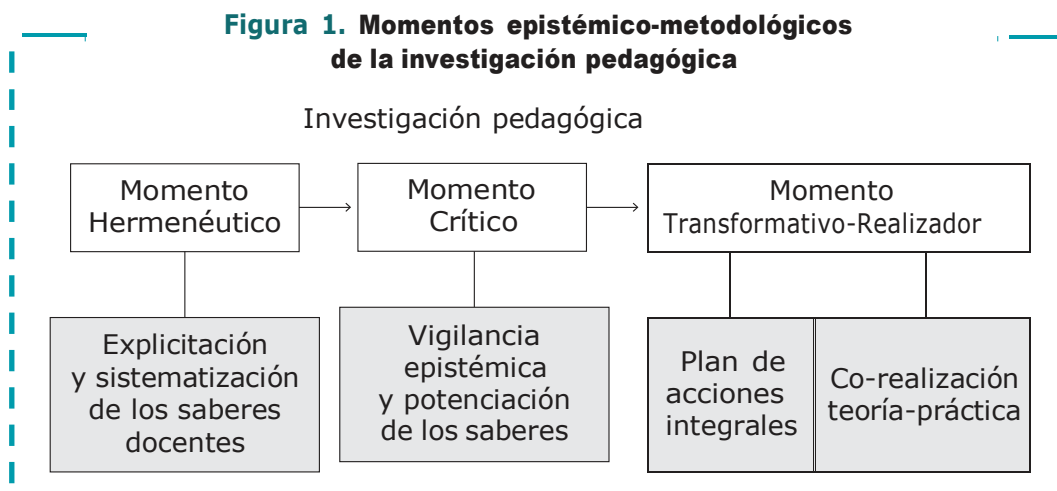 Figura 1. Momentos epistémico-metodológicos
de la investigación pedagógica
Investigación pedagógica
Momento
Hermenéutico
Momento
Crítico
Momento
Transformativo-Realizador
Explicitación
y sistematización
de los saberes
docentes
Vigilancia
epistémica
y potenciación
de los saberes
Plan de
acciones
integrales
Co-realización
teoría-práctica